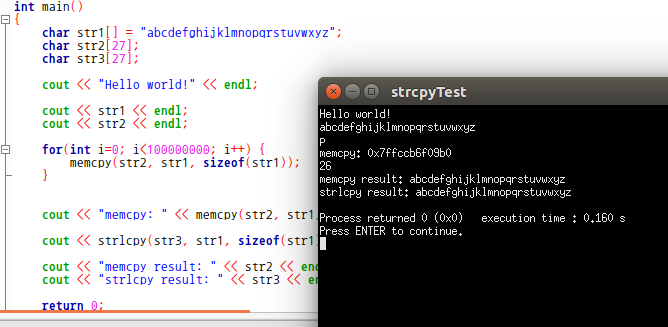 int main()
{
char str1[] = "abcdefghijklmnopqrstuvwxyz";
char str2[27];
char str3[27];
cout << "Hello world!" << endl;
cout << str1 << endl;
cout << str2 << endl;
for(int i=0; i<100000000; i++) {
memcpy(str2, str1, sizeof(str1));
}
cout << "memcpy: " << memcpy(str2, str1
cout << strlcpy(str3, str1, sizeof(str1
cout << "memcpy result: " << str2 << en
cout << "strlcpy result: " << str3 << en
return 0;
strcpyTest
Hello world!
abcdefghijklmnopqrstuvwxyz
p
memcpy: 0x7ffccb6f09b0
26
memcpy result: abcdefghijklmnopqrstuvwxyz
strlcpy result: abcdefghijklmnopqrstuvwxyz
Process returned 0 (0x0) execution time : 0.160 s
Press ENTER to continue.